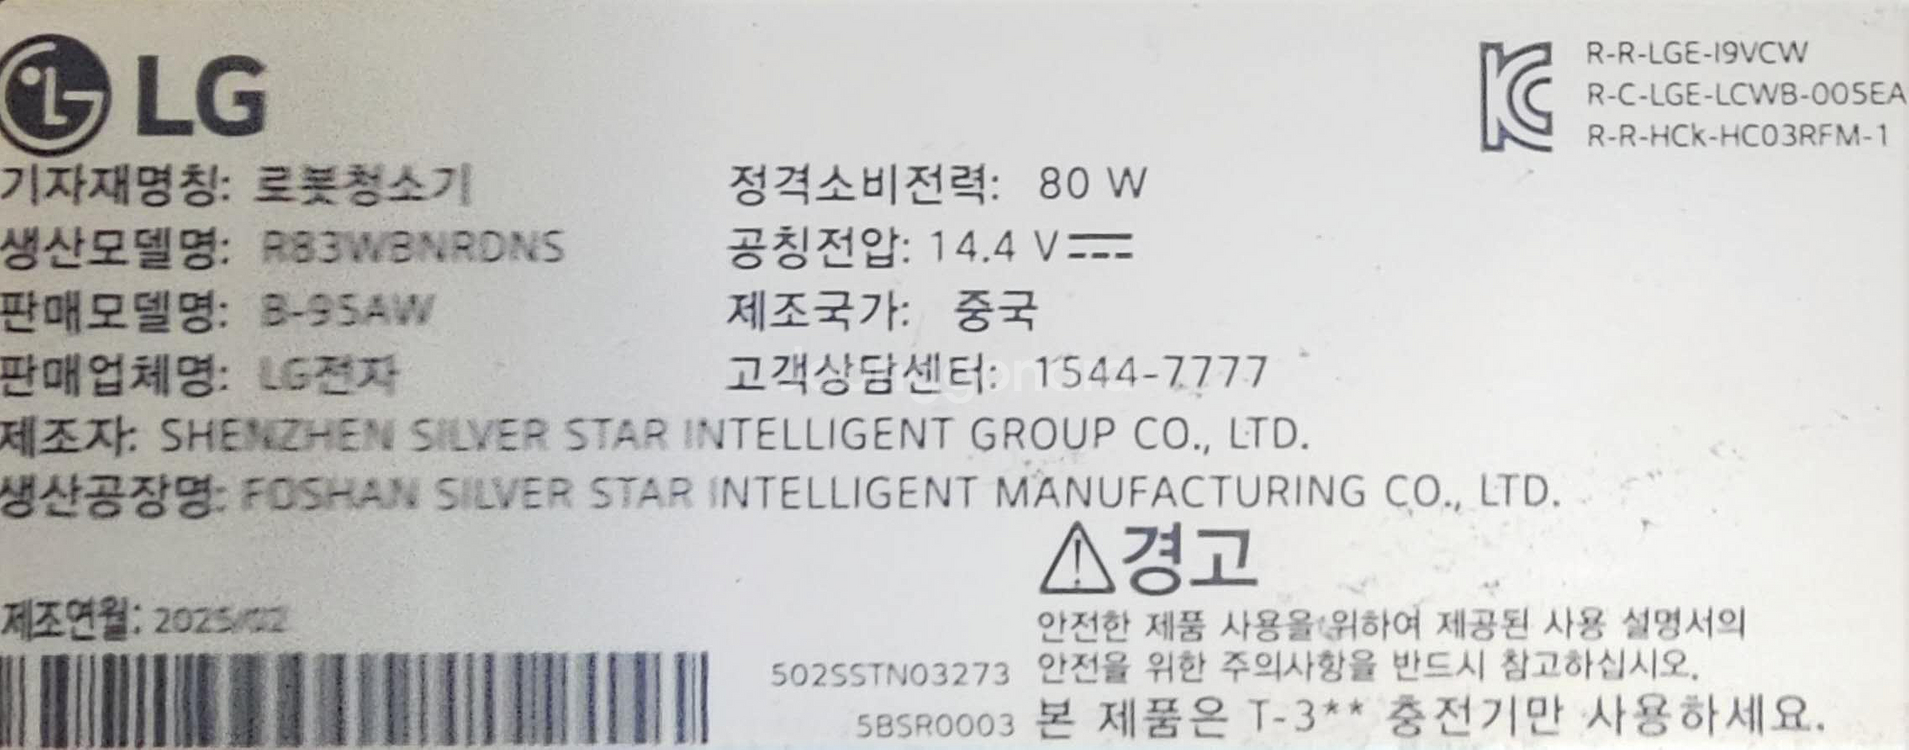 LG
R-R-LGE-I9VCW
R-C-LGE-LCWB-005EA
R-R-HCk-HC03RFM-1
기자재명칭: 로봇청소기
정격소비전력: 80 W
생산모델명: R83WBNRDNS
공칭전압: 14.4 V
판매모델명: B-95AW
제조국가: 중국
판매업체명: LG전자
고객상담센터: 1544-7777
제조자: SHENZHEN SILVER STAR INTELLIGENT GROUP CO., LTD.
생산공장명: FOSHAN SILVER STAR INTELLIGENT MANUFACTURING CO., LTD.
경고
제조연월: 2025/02
안전한 제품 사용을 위하여 제공된 사용 설명서의
502SSTN03273 안전을 위한 주의사항을 반드시 참고하십시오.
5BSR0003 본 제품은 T-3** 충전기만 사용하세요.